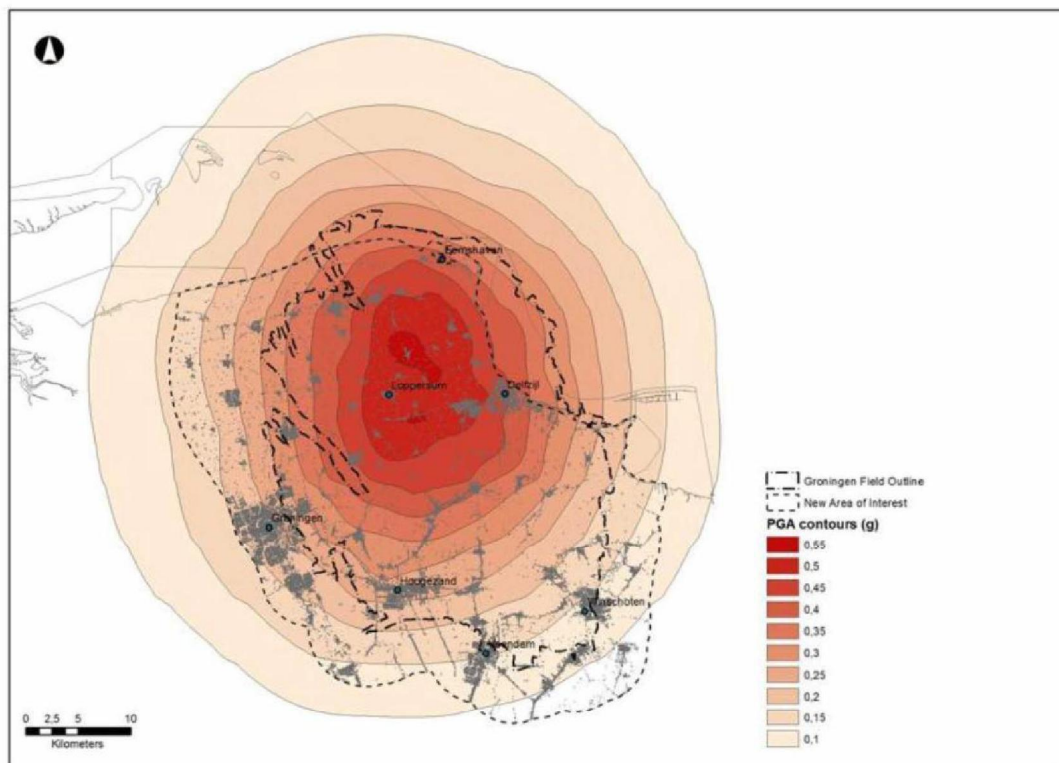 Eemshaven
Loppersum
Delfzijl
Groningen
Hoogezand
Groningen Field Outline
New Area of Interest
PGA contours (g)
0,55
0,5
0,45
0,4
0,35
0,3
0,25
0,2
0,15
0,1
0 2,5 5 10
Kilometers